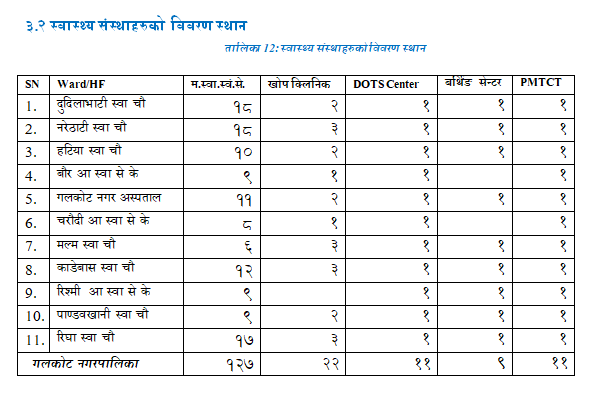 ३.२ स्वास्थ्य संस्थाहरुको विवरण स्थान
तालिका 12: स्वास्थ्य संस्थाहरुको विवरण स्थान
SN Ward/HF म.स्वा.स्वं.से. खोप क्लिनिक DOTS Center बर्थिङ सेन्टर PMTCT
1. दुदिलाभाटी स्वा चौ १८ २ १ १ १
2. नरेठाटी स्वा चौ १८ ३ १ १ १
3. हटिया स्वा चौ १० २ १ १ १
4. बौर आ स्वा से के ९ १ १ १
5. गलकोट नगर अस्पताल ११ २ १ १ १
6. चरौदी आ स्वा से के ८ १ १ १
7. मल्म स्वा चौ ६ ३ १ १ १
8. काडेबास स्वा चौ १२ ३ १ १ १
9. रिश्मी आ स्वा से के ९ १ १ १
10. पाण्डवखानी स्वा चौ ९ २ १ १ १
11. रिघा स्वा चौ १७ ३ १ १ १
गलकोट नगरपालिका १२७ २२ ११ ९ ११